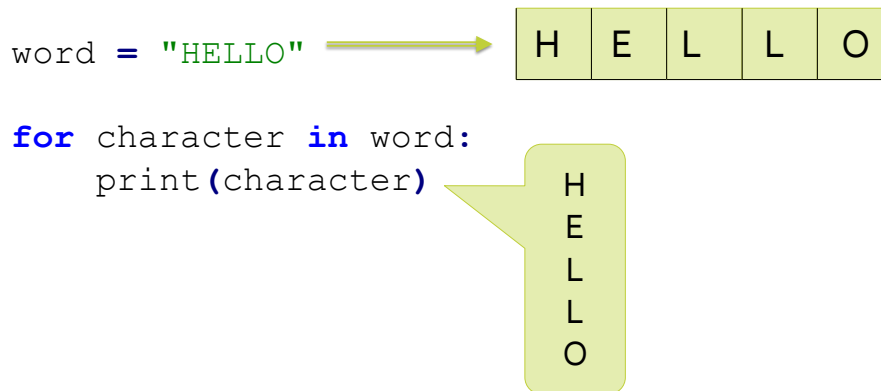 word = "HELLO"
H E L L O
for character in word:
    print(character)
H
E
L
L
O